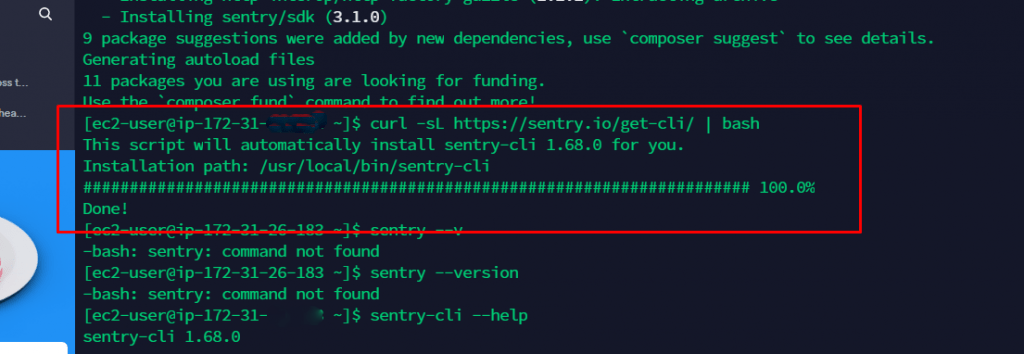 - Installing sentry/sdk (3.1.0)
9 package suggestions were added by new dependencies, use `composer suggest` to see details.
Generating autoload files
11 packages you are using are looking for funding.
Use the `composer fund` command to find out more!
[ec2-user@ip-172-31- ~]$ curl -sL https://sentry.io/get-cli/ | bash
This script will automatically install sentry-cli 1.68.0 for you.
Installation path: /usr/local/bin/sentry-cli
######################################################################## 100.0%
Done!
[ec2-user@ip-172-31-26-183 ~]$ sentry --v
-bash: sentry: command not found
[ec2-user@ip-172-31-26-183 ~]$ sentry --version
-bash: sentry: command not found
[ec2-user@ip-172-31- ~]$ sentry-cli --help
sentry-cli 1.68.0